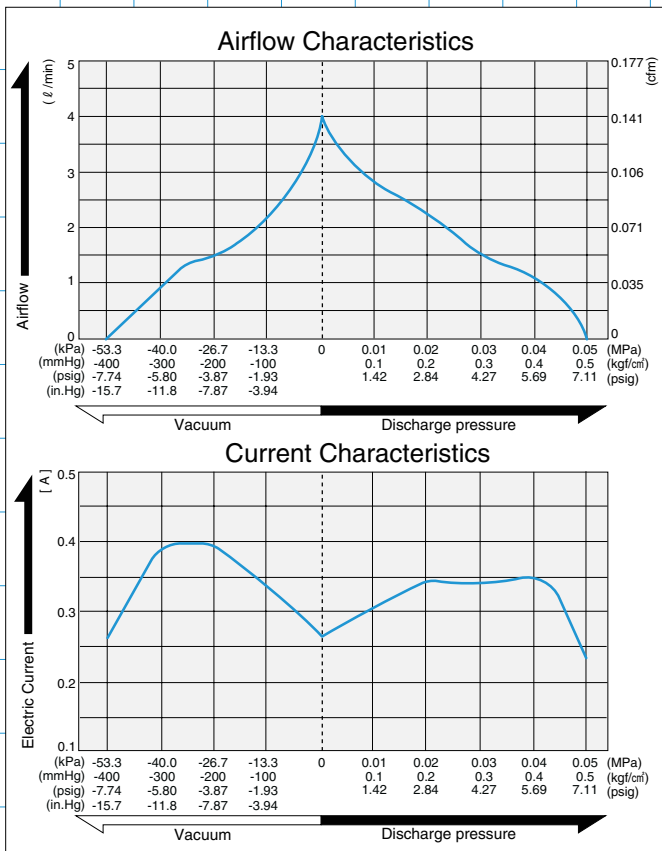 Airflow Characteristics
(ℓ/min)
(cfm)
5
4
3
2
1
0
0.177
0.141
0.106
0.071
0.035
0
Airflow
(kPa) -53.3 -40.0 -26.7 -13.3 0 0.01 0.02 0.03 0.04 0.05 (MPa)
(mmHg) -400 -300 -200 -100 0.1 0.2 0.3 0.4 0.5 (kgf/c㎡)
(psig) -7.74 -5.80 -3.87 -1.93 1.42 2.84 4.27 5.69 7.11 (psig)
(in.Hg) -15.7 -11.8 -7.87 -3.94
Vacuum Discharge pressure
Current Characteristics
[A]
0.5
0.4
0.3
0.2
0.1
Electric Current
(kPa) -53.3 -40.0 -26.7 -13.3 0 0.01 0.02 0.03 0.04 0.05 (MPa)
(mmHg) -400 -300 -200 -100 0.1 0.2 0.3 0.4 0.5 (kgf/c㎡)
(psig) -7.74 -5.80 -3.87 -1.93 1.42 2.84 4.27 5.69 7.11 (psig)
(in.Hg) -15.7 -11.8 -7.87 -3.94
Vacuum Discharge pressure